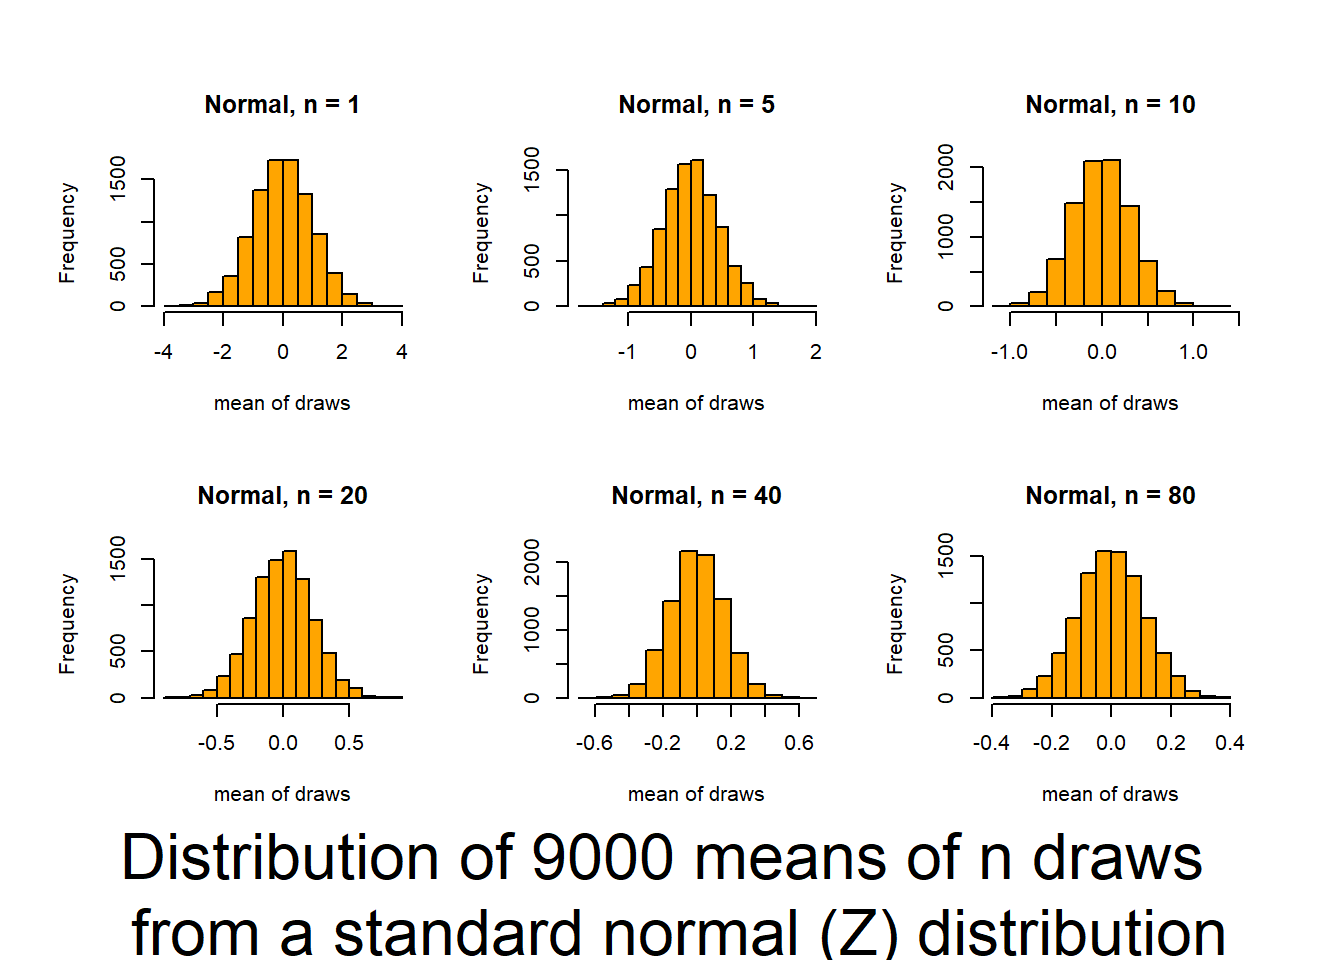 Normal, n = 1
Frequency
0 500 1500
-4 -2 0 2 4
mean of draws
Normal, n = 5
Frequency
0 500 1500
-1 0 1 2
mean of draws
Normal, n = 10
Frequency
0 1000 2000
-1.0 0.0 1.0
mean of draws
Normal, n = 20
Frequency
0 500 1500
-0.5 0.0 0.5
mean of draws
Normal, n = 40
Frequency
0 1000 2000
-0.6 -0.2 0.2 0.6
mean of draws
Normal, n = 80
Frequency
0 500 1500
-0.4 -0.2 0.0 0.2 0.4
mean of draws
Distribution of 9000 means of n draws
from a standard normal (Z) distribution